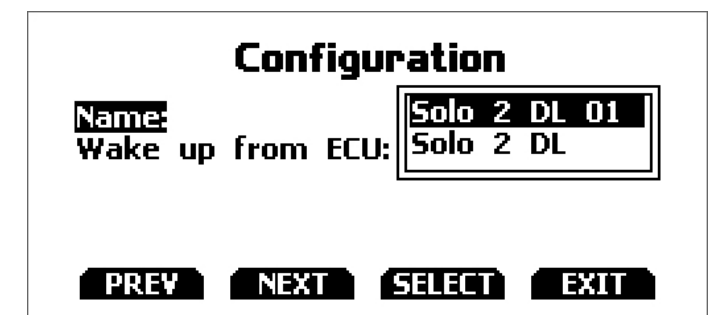 Configuration
Name:
Solo 2 DL 01
Wake up from ECU:
Solo 2 DL
PREV NEXT SELECT EXIT